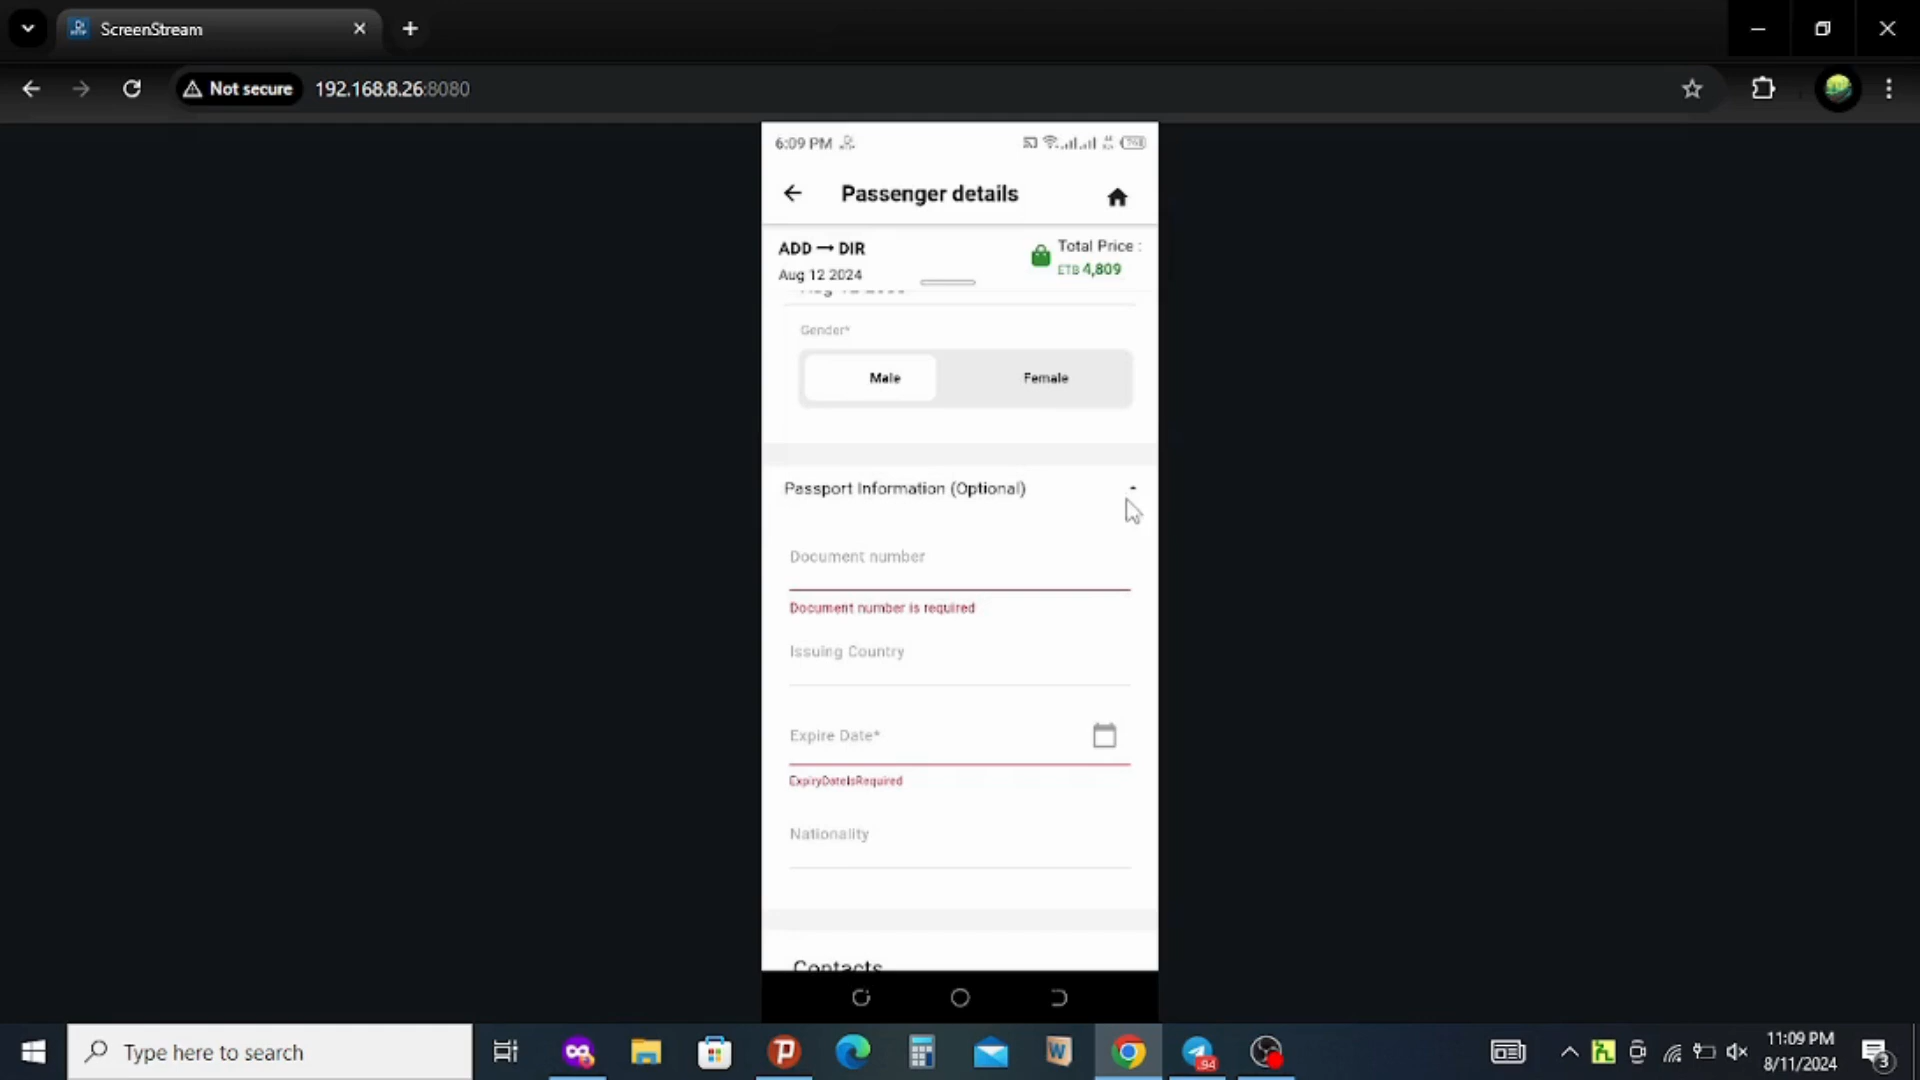 ScreenStream
Not secure
192.168.8.26:8080
6:09 PM
Passenger details
ADD → DIR
Aug 12 2024
Total Price :
ETB 4,809
Gender*
Male
Female
Passport Information (Optional)
Document number
Document number is required
Issuing Country
Expire Date*
ExpiryDateIsRequired
Nationality
Contacts
Type here to search
94
11:09 PM
8/11/2024
3